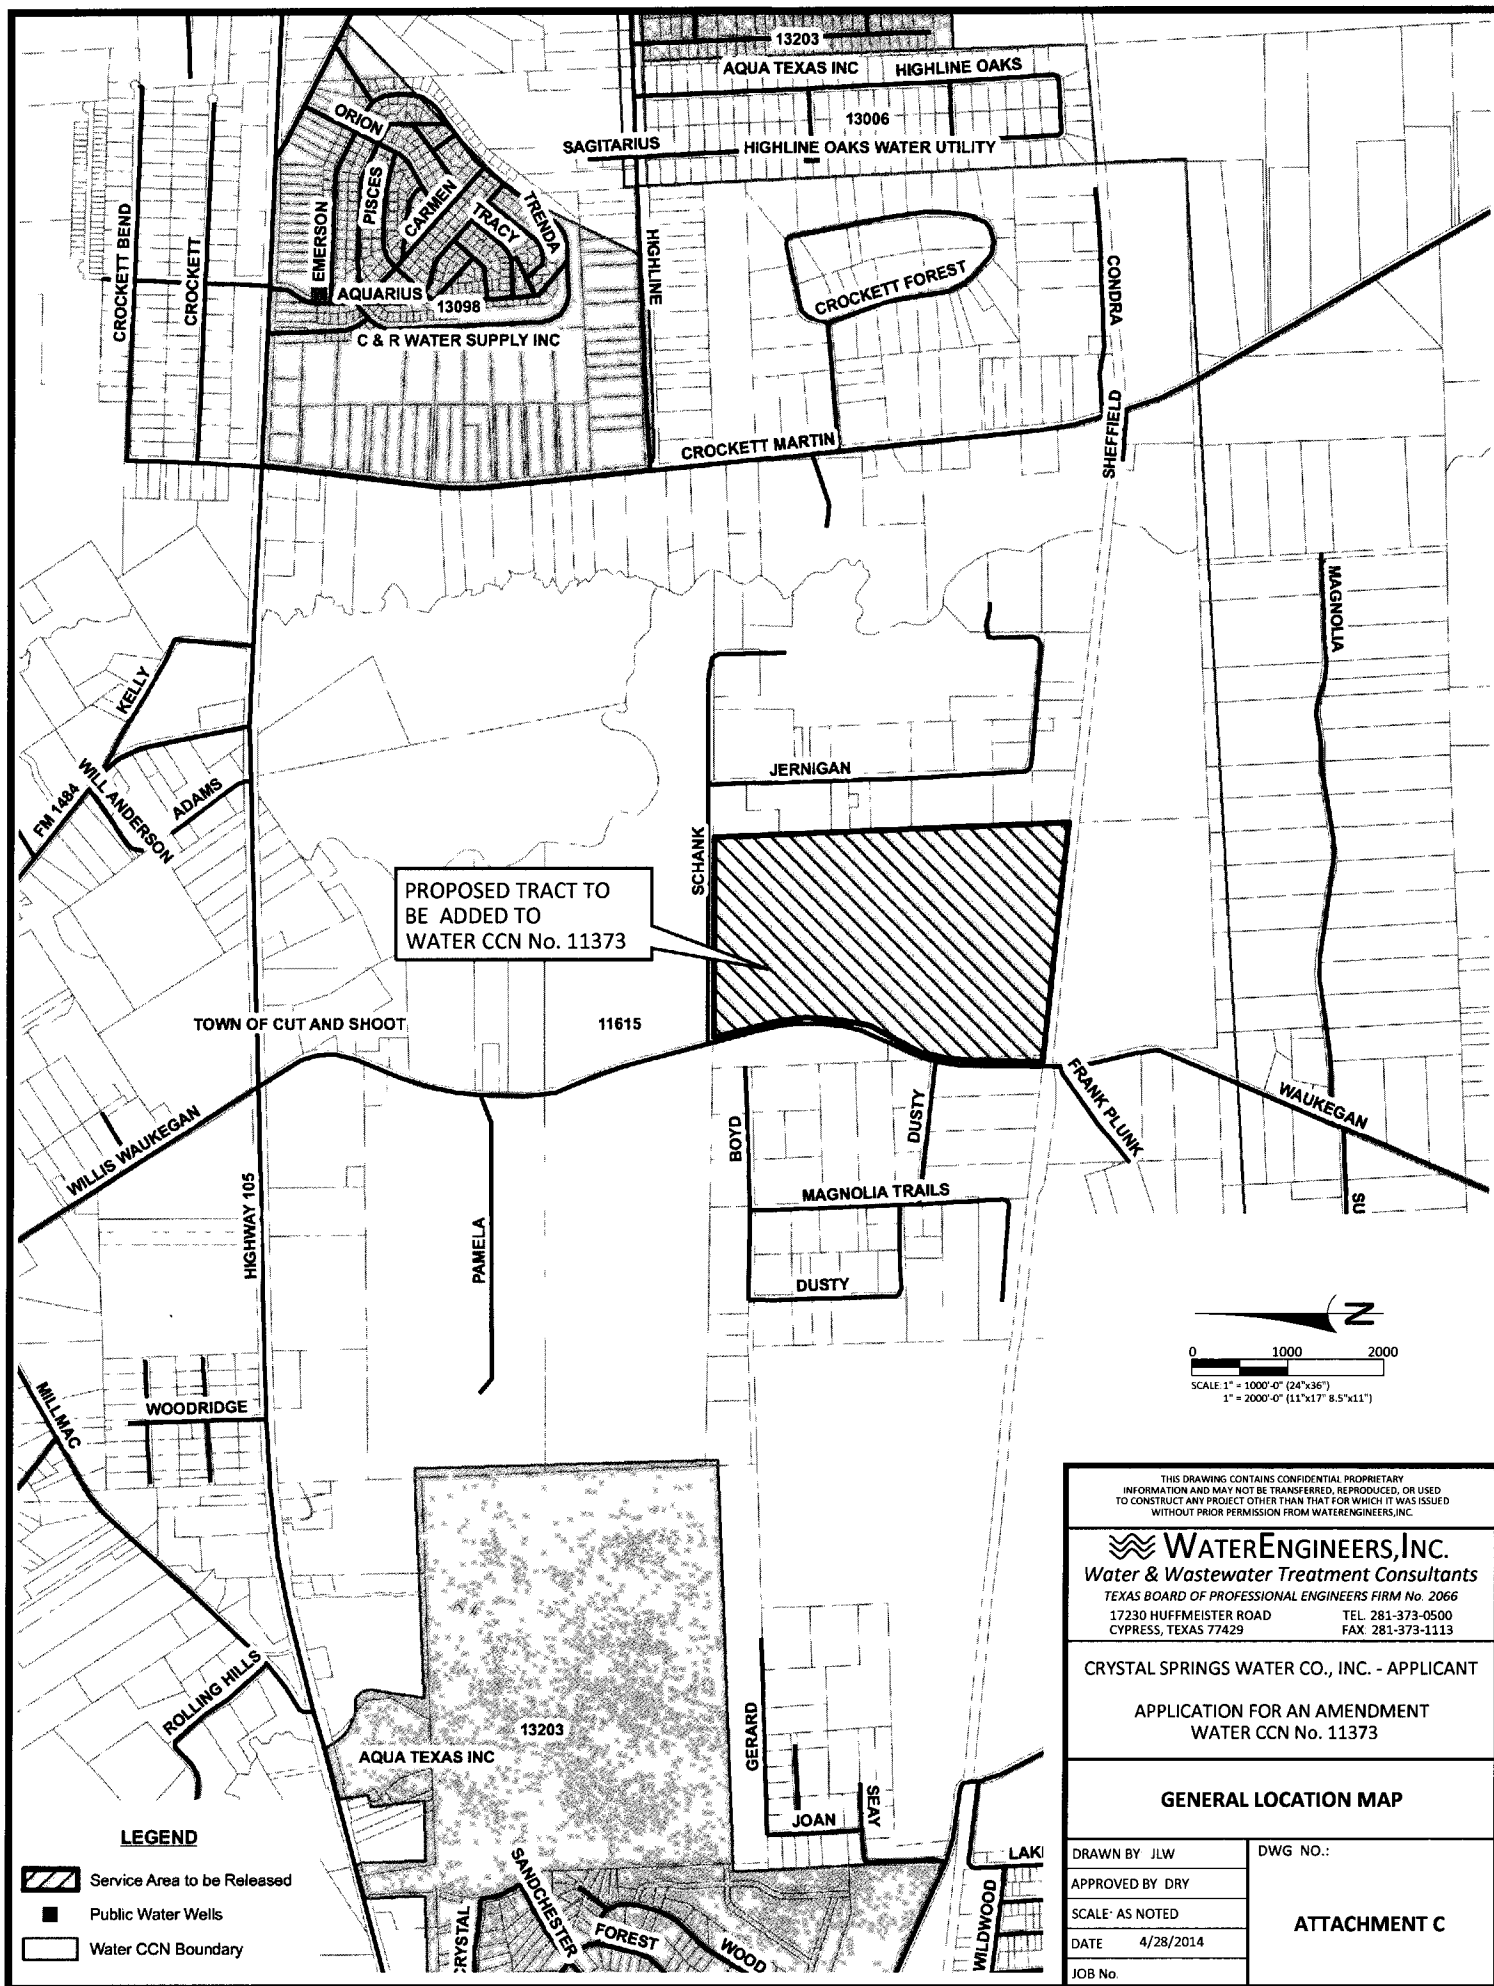 13203
AQUA TEXAS INC
HIGHLINE OAKS
ORION
13006
SAGITARIUS
HIGHLINE OAKS WATER UTILITY
PISCES
CARMEN
TRENDA
TRACY
CROCKETT BEND
CROCKETT
EMERSON
HIGHLINE
CONDRA
CROCKETT FOREST
AQUARIUS
13098
C & R WATER SUPPLY INC
CROCKETT MARTIN
SHEFFIELD
MAGNOLIA
KELLY
WILL ANDERSON
FM 1484
ADAMS
JERNIGAN
SCHANK
PROPOSED TRACT TO
BE ADDED TO
WATER CCN No. 11373
TOWN OF CUT AND SHOOT
11615
WILLIS WAUKEGAN
BOYD
DUSTY
FRANK PLUNK
WAUKEGAN
HIGHWAY 105
MAGNOLIA TRAILS
SU
PAMELA
DUSTY
N
0 1000 2000
SCALE: 1" = 1000'-0" (24"x36")
1" = 2000'-0" (11"x17" 8.5"x11")
MILLMAC
WOODRIDGE
ROLLING HILLS
13203
AQUA TEXAS INC
GERARD
SEAY
JOAN
LAKI
SANDCHESTER
CRYSTAL
FOREST
WOOD
WILDWOOD
LEGEND
Service Area to be Released
Public Water Wells
Water CCN Boundary
THIS DRAWING CONTAINS CONFIDENTIAL PROPRIETARY
INFORMATION AND MAY NOT BE TRANSFERRED, REPRODUCED, OR USED
TO CONSTRUCT ANY PROJECT OTHER THAN THAT FOR WHICH IT WAS ISSUED
WITHOUT PRIOR PERMISSION FROM WATERENGINEERS,INC.
WATERENGINEERS,INC.
Water & Wastewater Treatment Consultants
TEXAS BOARD OF PROFESSIONAL ENGINEERS FIRM No. 2066
17230 HUFFMEISTER ROAD TEL. 281-373-0500
CYPRESS, TEXAS 77429 FAX: 281-373-1113
CRYSTAL SPRINGS WATER CO., INC. - APPLICANT
APPLICATION FOR AN AMENDMENT
WATER CCN No. 11373
GENERAL LOCATION MAP
DRAWN BY JLW
APPROVED BY DRY
SCALE: AS NOTED
DATE 4/28/2014
JOB No.
DWG NO.:
ATTACHMENT C